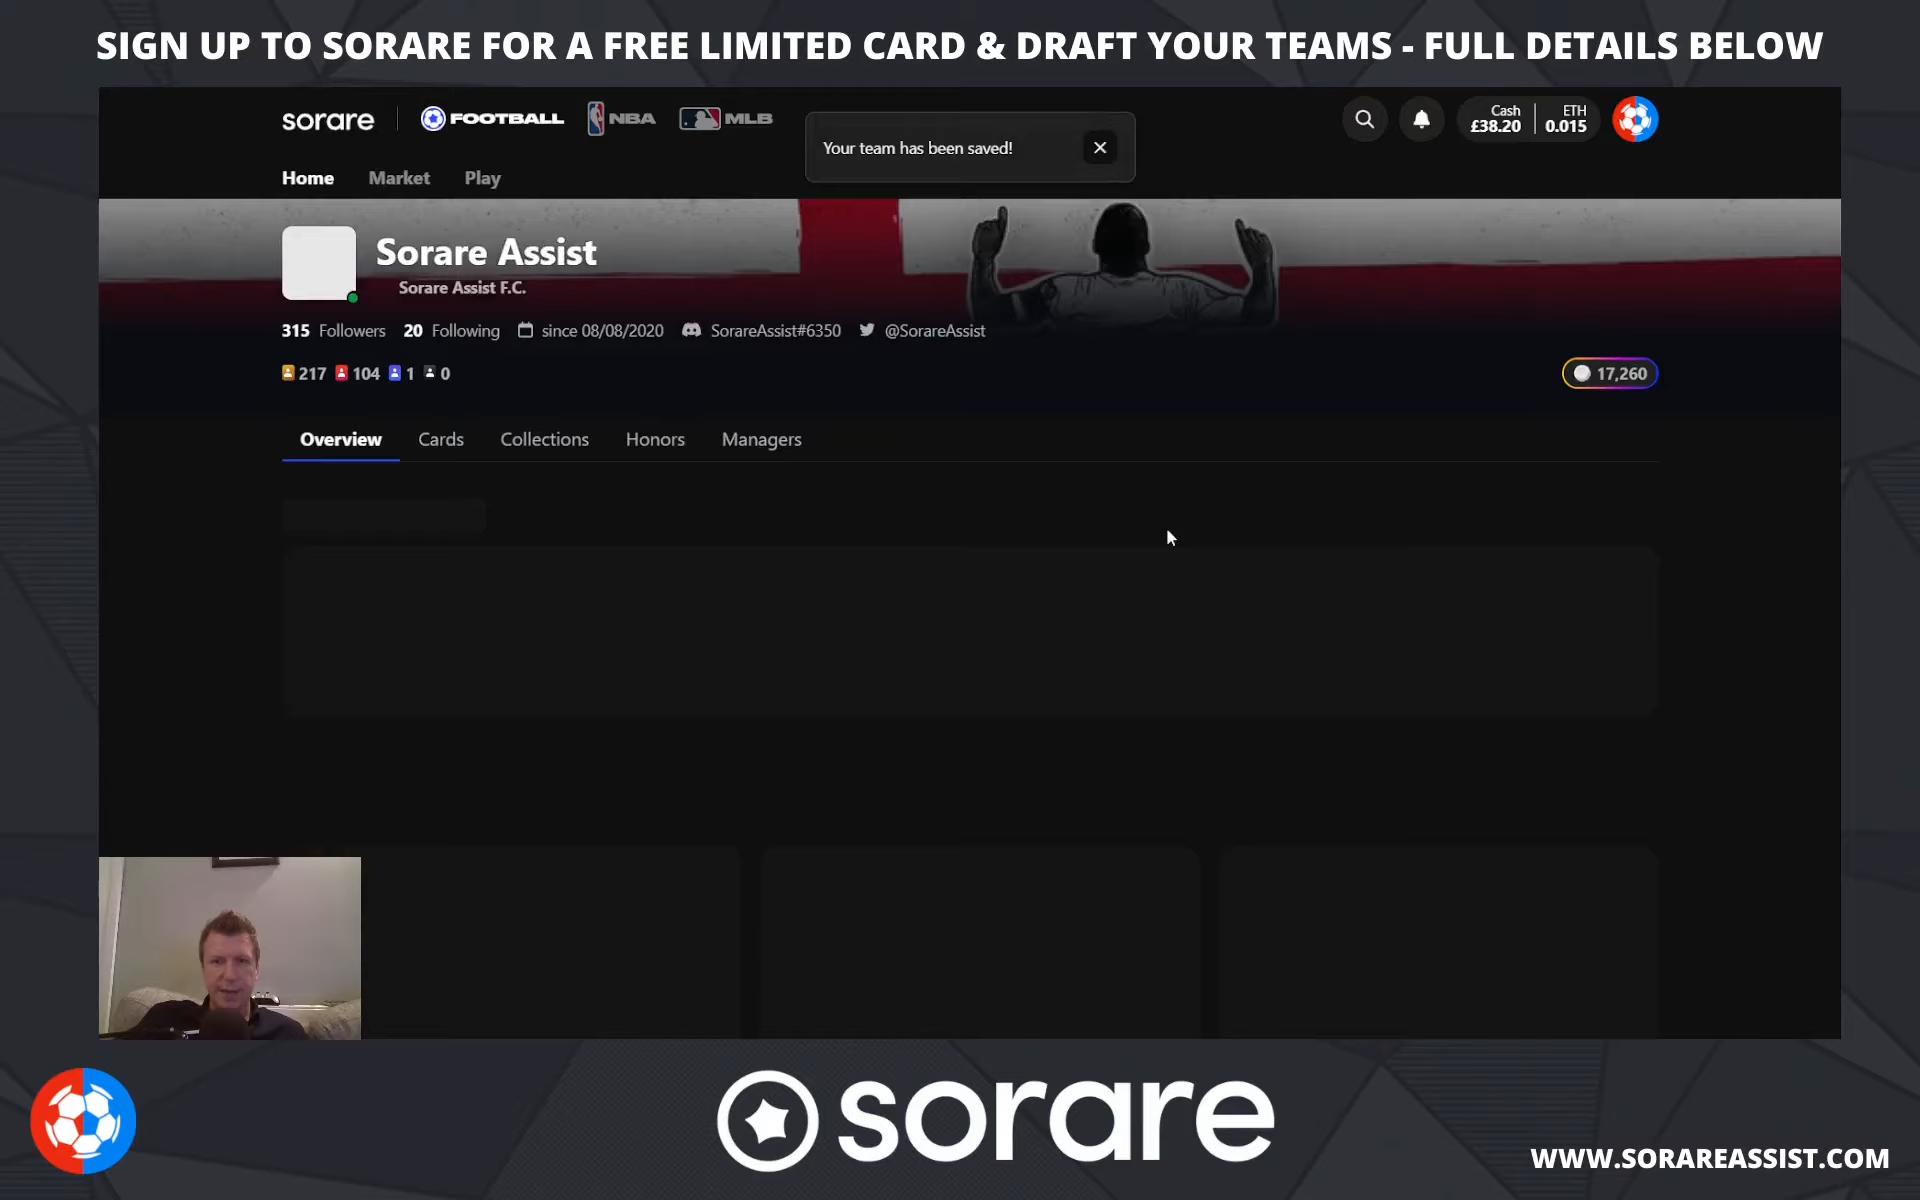 SIGN UP TO SORARE FOR A FREE LIMITED CARD & DRAFT YOUR TEAMS - FULL DETAILS BELOW
sorare FOOTBALL NBA MLB
Your team has been saved!
Cash ETH
£38.20 0.015
Home Market Play
Sorare Assist
Sorare Assist F.C.
315 Followers 20 Following since 08/08/2020 SorareAssist#6350 @SorareAssist
217 104 1 0
17,260
Overview Cards Collections Honors Managers
sorare
WWW.SORAREASSIST.COM